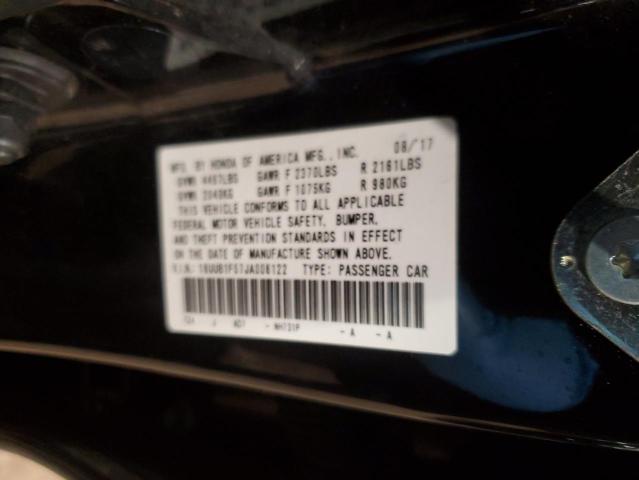 MFD. BY HONDA OF AMERICA MFG., INC. 08/'17
GVWR 4497LBS GAWR F 2370LBS R 2161LBS
GVWR 2040KG GAWR F 1075KG R 980KG
THIS VEHICLE CONFORMS TO ALL APPLICABLE
FEDERAL MOTOR VEHICLE SAFETY, BUMPER,
AND THEFT PREVENTION STANDARDS IN EFFECT
ON THE DATE OF MANUFACTURE SHOWN ABOVE.
V.I.N.: TYPE: PASSENGER CAR
- NH731P - A - A